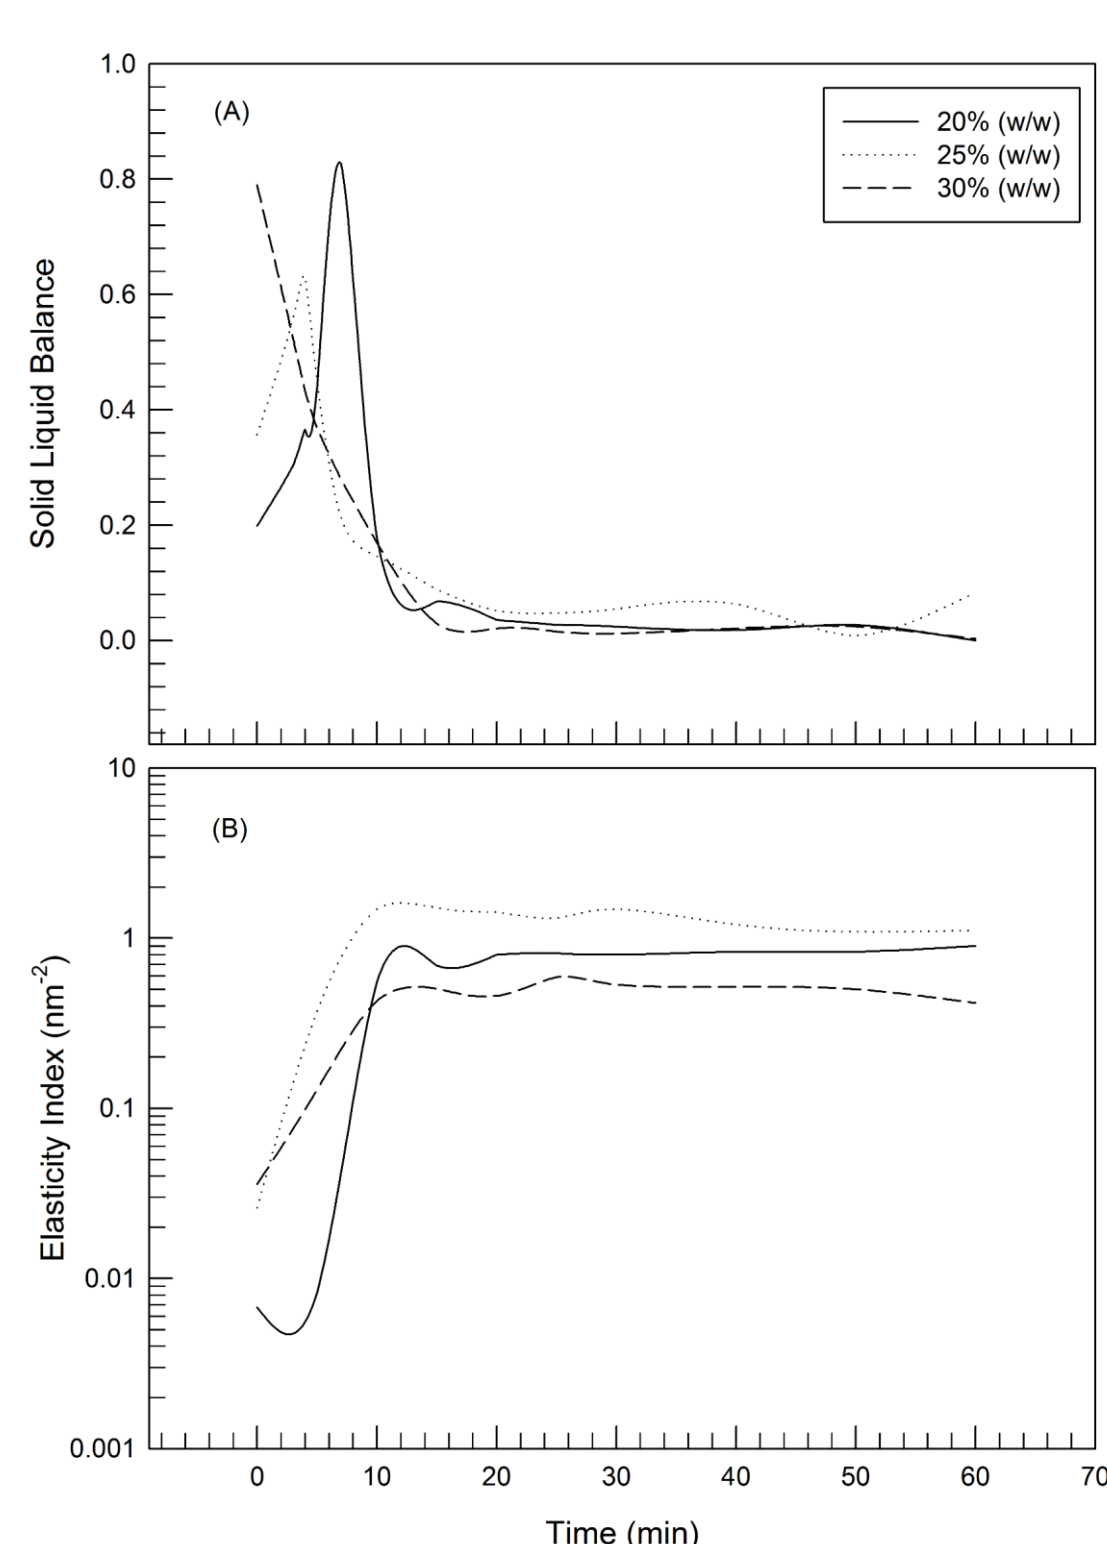 1.0
(A)
20% (w/w)
25% (w/w)
30% (w/w)
0.8
0.6
0.4
0.2
0.0
Solid Liquid Balance
10
(B)
1
0.1
0.01
0.001
Elasticity Index (nm⁻²)
0 10 20 30 40 50 60 70
Time (min)